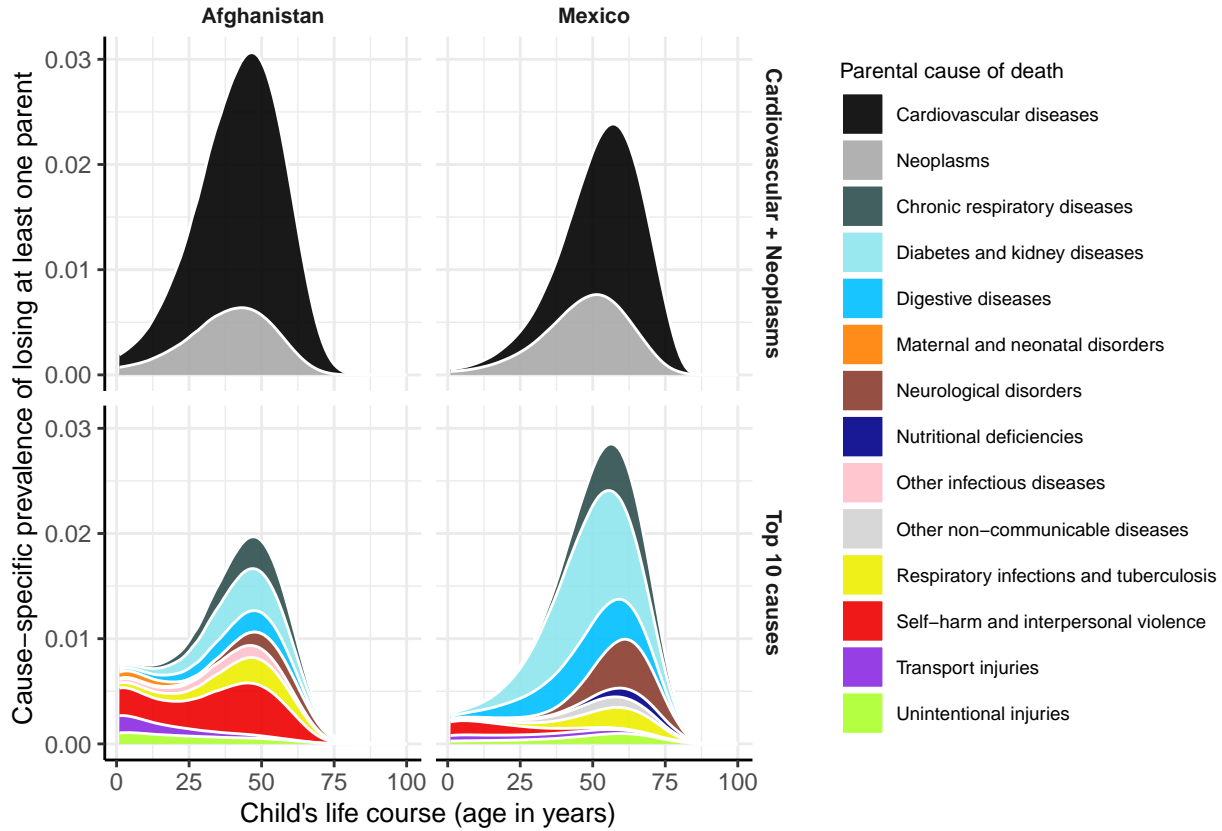 Afghanistan
Mexico
Cause−specific prevalence of losing at least one parent
0.03
0.02
0.01
0.00
Cardiovascular + Neoplasms
0.03
0.02
0.01
0.00
Top 10 causes
0 25 50 75 100
0 25 50 75 100
Child's life course (age in years)
Parental cause of death
Cardiovascular diseases
Neoplasms
Chronic respiratory diseases
Diabetes and kidney diseases
Digestive diseases
Maternal and neonatal disorders
Neurological disorders
Nutritional deficiencies
Other infectious diseases
Other non−communicable diseases
Respiratory infections and tuberculosis
Self−harm and interpersonal violence
Transport injuries
Unintentional injuries